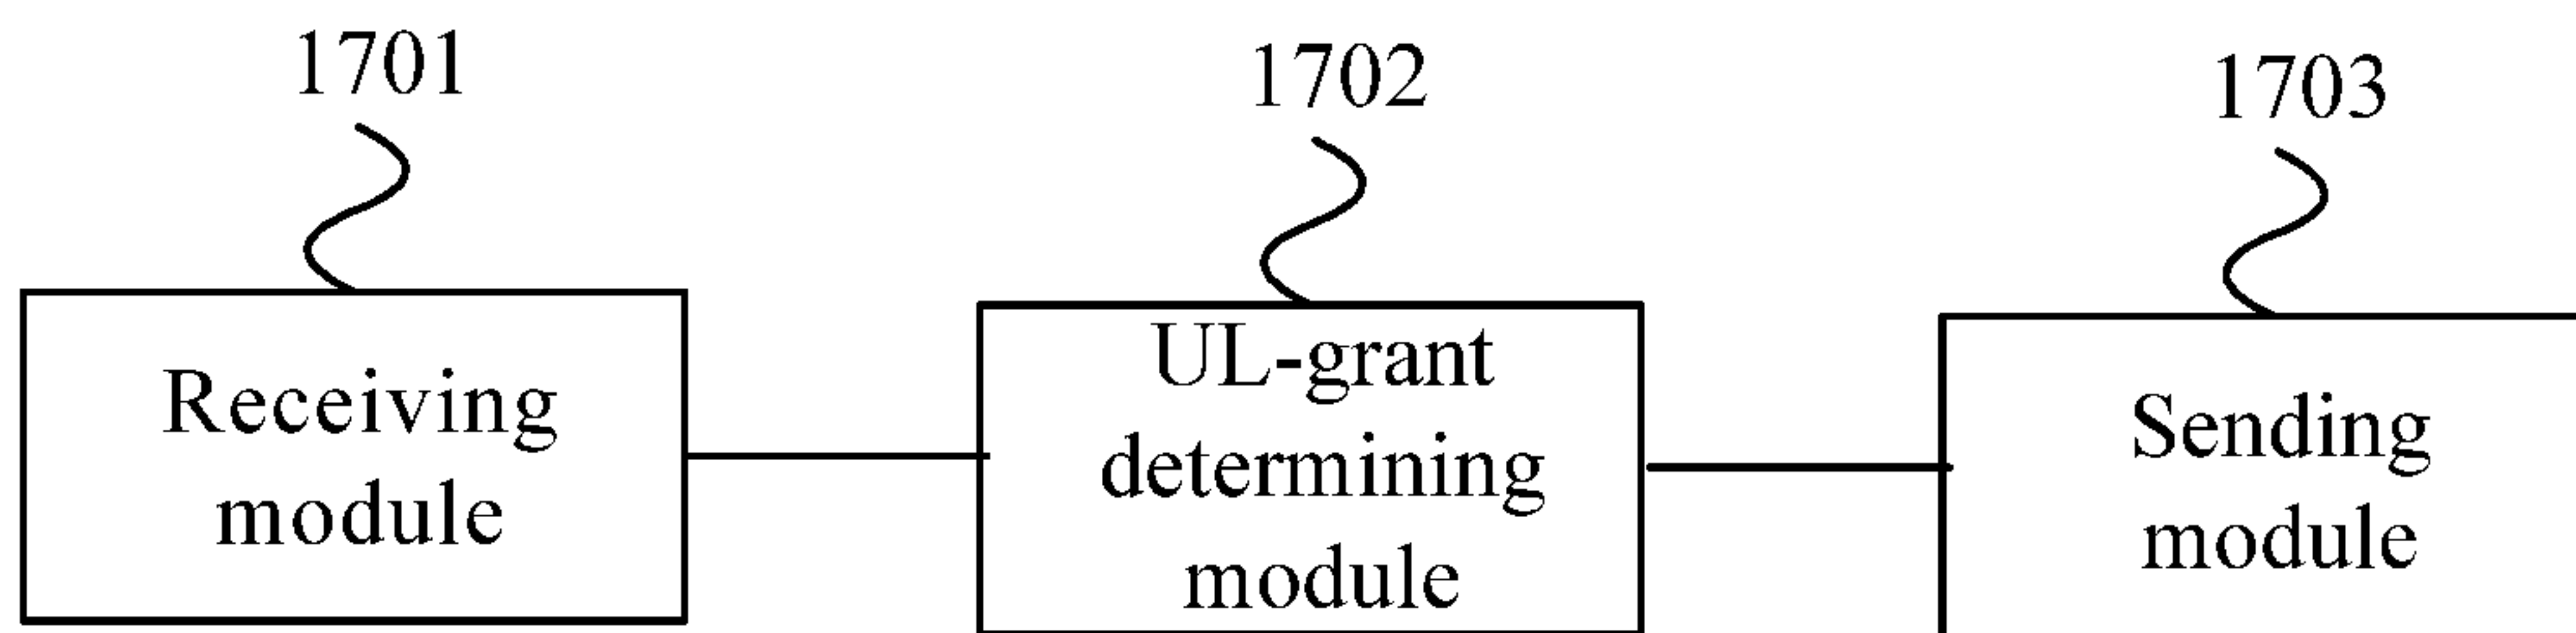 1701
1702
1703
Receiving
module
UL-grant
determining
module
Sending
module